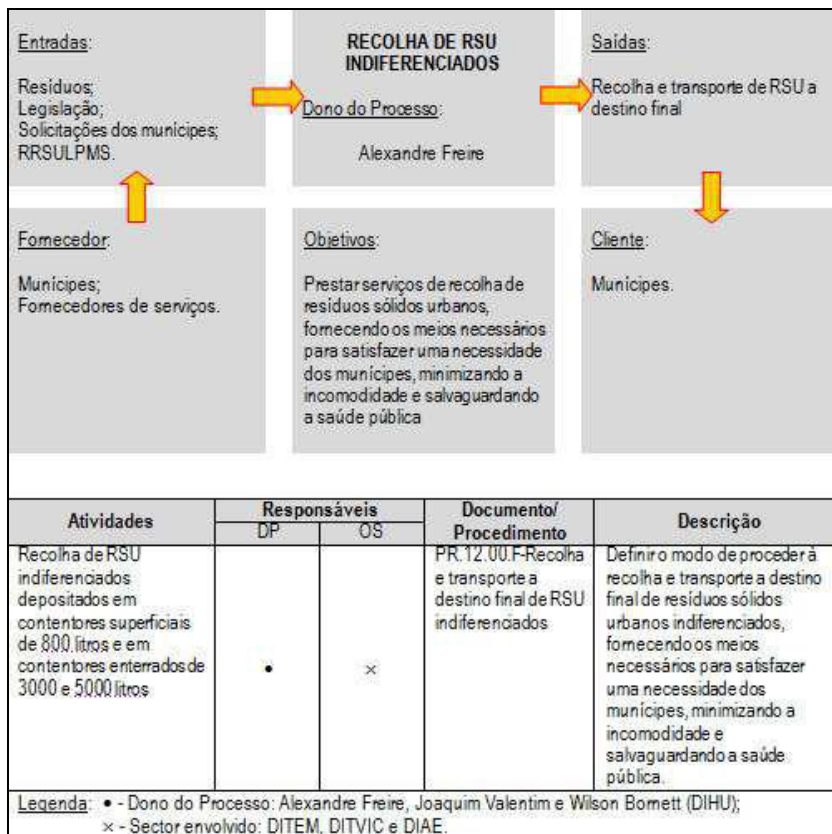 Entradas:
Resíduos;
Legislação;
Solicitações dos munícipes;
RRSULPMS.
RECOLHA DE RSU
INDIFERENCIADOS
Dono do Processo:
Alexandre Freire
Saídas:
Recolha e transporte de RSU a
destino final
Fornecedor:
Munícipes;
Fornecedores de serviços.
Objetivos:
Prestar serviços de recolha de
resíduos sólidos urbanos,
fornecendo os meios necessários
para satisfazer uma necessidade
dos munícipes, minimizando a
incomodidade e salvaguardando
a saúde pública
Cliente:
Munícipes.
Atividades
Responsáveis
DP
OS
Documento/
Procedimento
Descrição
Recolha de RSU
indiferenciados
depositados em
contentores superficiais
de 800 litros e em
contentores enterrados de
3000 e 5000 litros
•
×
PR.12.00.F-Recolha
e transporte a
destino final de RSU
indiferenciados
Definir o modo de proceder à
recolha e transporte a destino
final de resíduos sólidos
urbanos indiferenciados,
fornecendo os meios
necessários para satisfazer
uma necessidade dos
munícipes, minimizando a
incomodidade e
salvaguardando a saúde
pública.
Legenda: • - Dono do Processo: Alexandre Freire, Joaquim Valentim e Wilson Bornett (DIHU);
× - Sector envolvido: DITEM, DITVIC e DIAE.